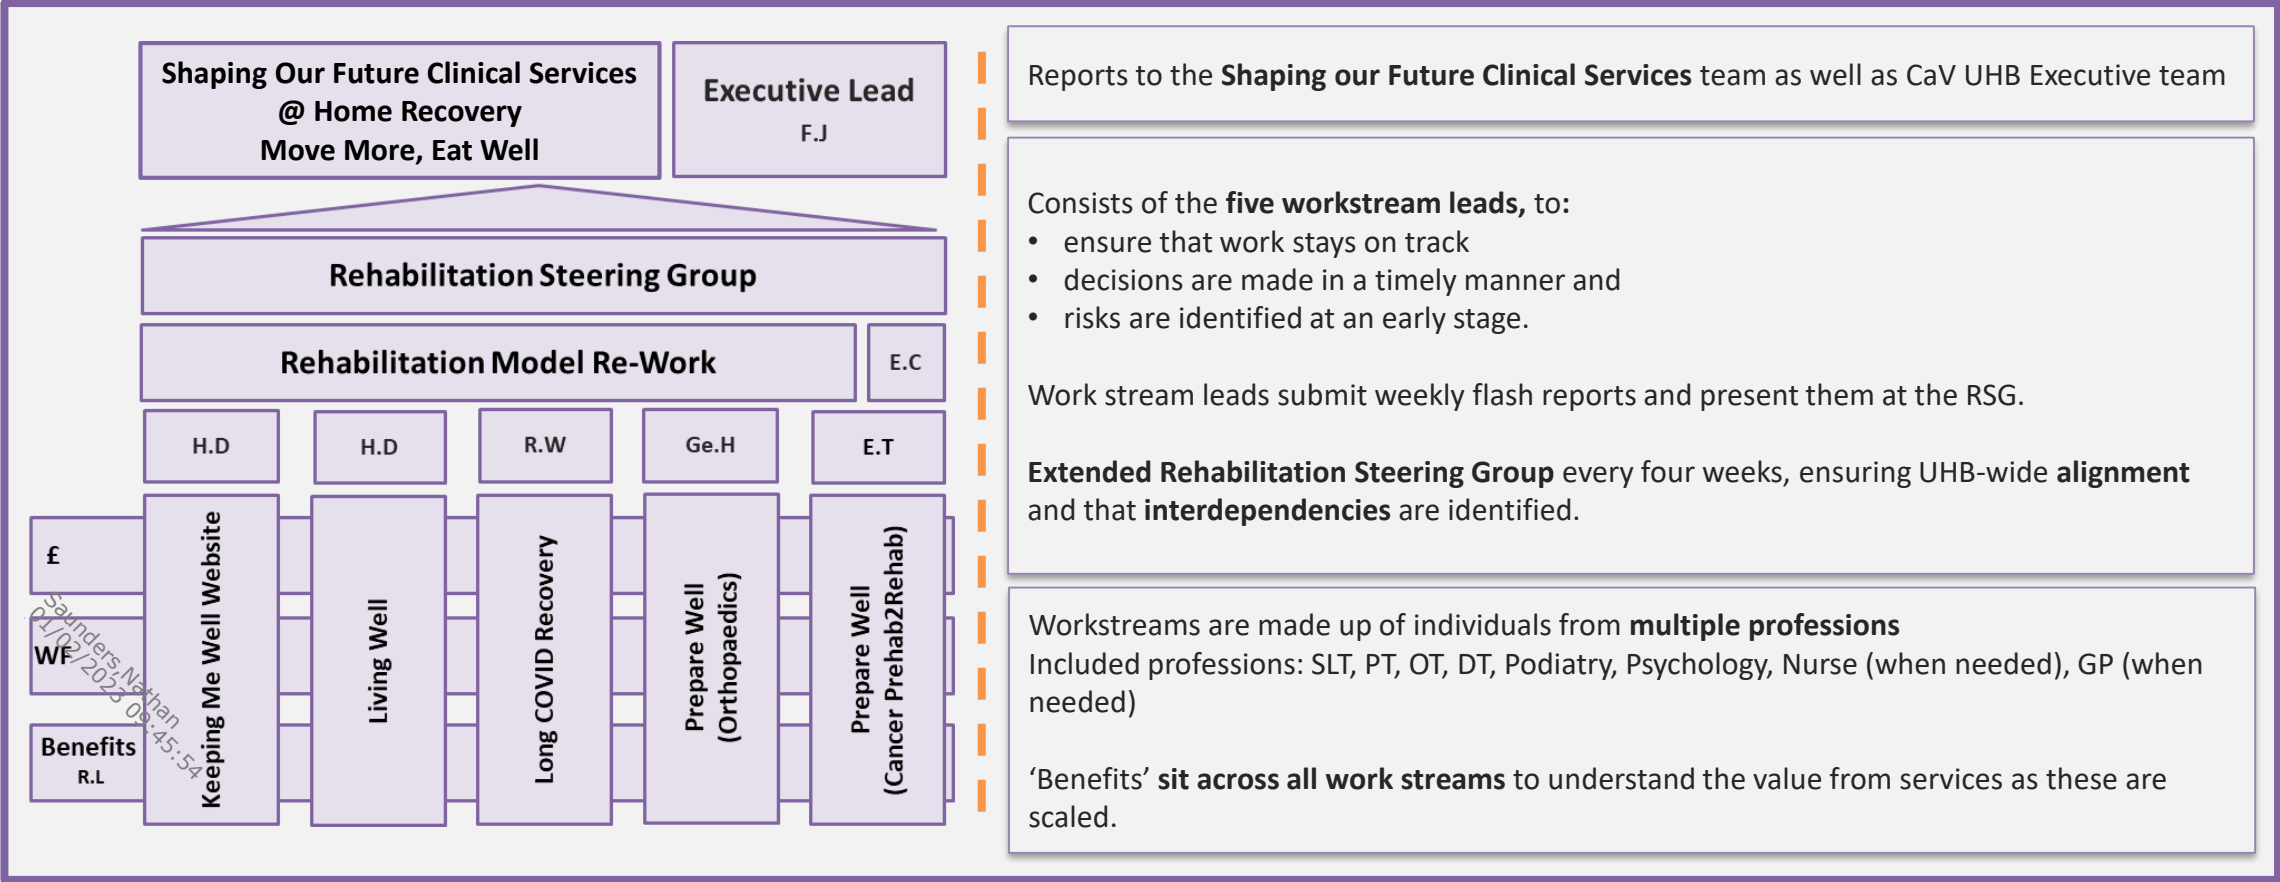 Shaping Our Future Clinical Services
@ Home Recovery
Move More, Eat Well
Executive Lead
F.J
Rehabilitation Steering Group
Rehabilitation Model Re-Work
E.C
H.D
H.D
R.W
Ge.H
E.T
£
WF
Benefits
R.L
Keeping Me Well Website
Living Well
Long COVID Recovery
Prepare Well
(Orthopaedics)
Prepare Well
(Cancer Prehab2Rehab)
Saunders,Nathan
01/02/2023 09:45:54
Reports to the Shaping our Future Clinical Services team as well as CaV UHB Executive team
Consists of the five workstream leads, to:
• ensure that work stays on track
• decisions are made in a timely manner and
• risks are identified at an early stage.
Work stream leads submit weekly flash reports and present them at the RSG.
Extended Rehabilitation Steering Group every four weeks, ensuring UHB-wide alignment
and that interdependencies are identified.
Workstreams are made up of individuals from multiple professions
Included professions: SLT, PT, OT, DT, Podiatry, Psychology, Nurse (when needed), GP (when
needed)
‘Benefits’ sit across all work streams to understand the value from services as these are
scaled.